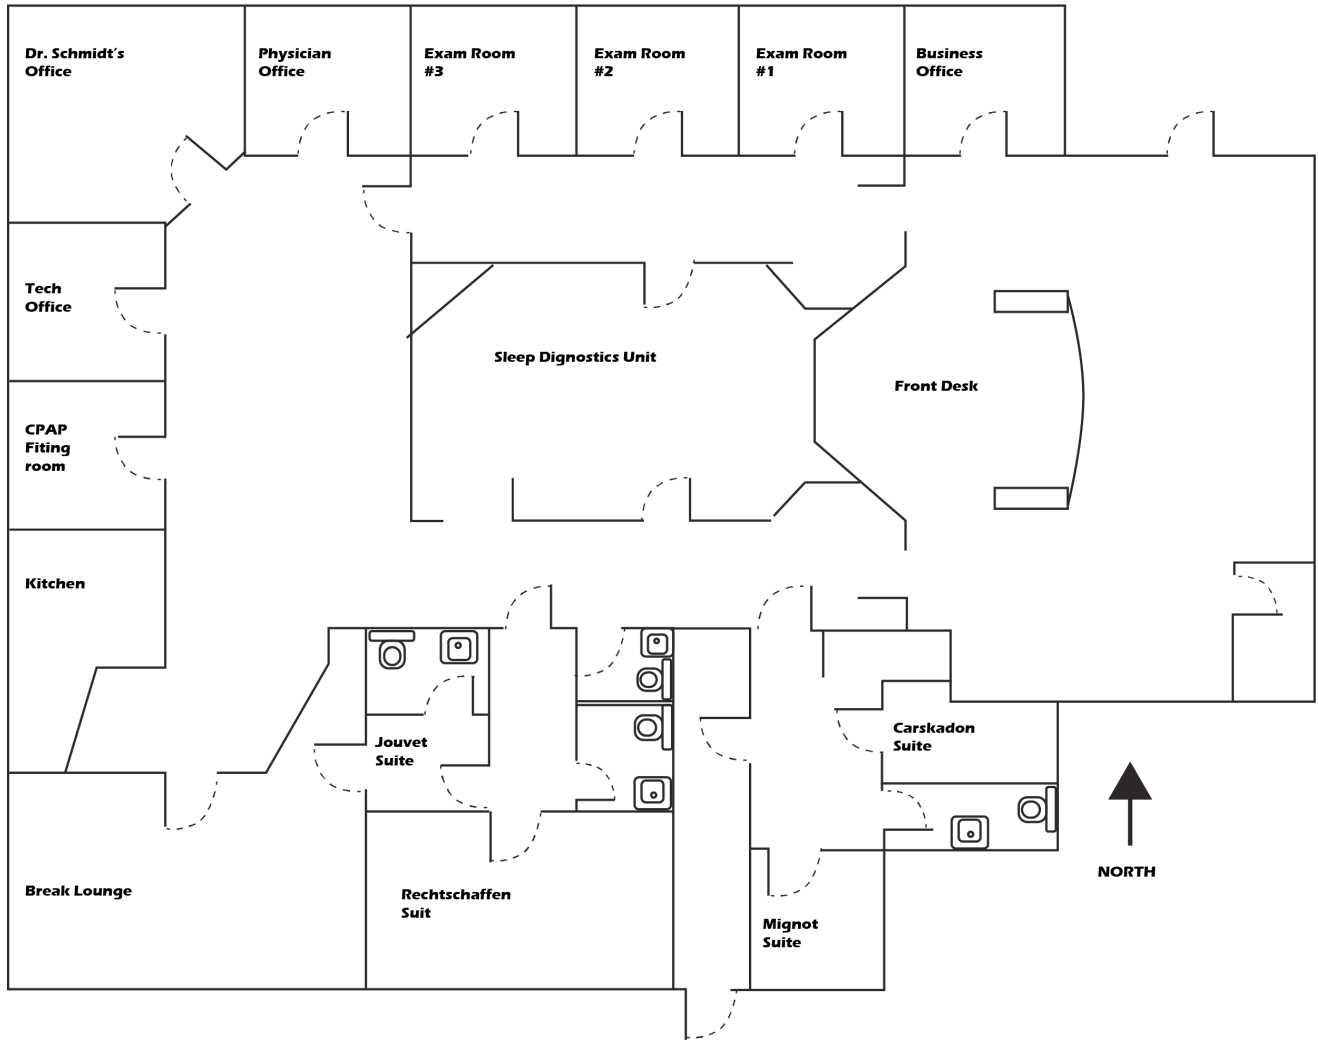 Dr. Schmidt's
Office
Physician
Office
Exam Room
#3
Exam Room
#2
Exam Room
#1
Business
Office
Tech
Office
Sleep Dignostics Unit
Front Desk
CPAP
Fiting
room
Kitchen
Jouvet
Suite
Carskadon
Suite
NORTH
Break Lounge
Rechtschaffen
Suit
Mignot
Suite